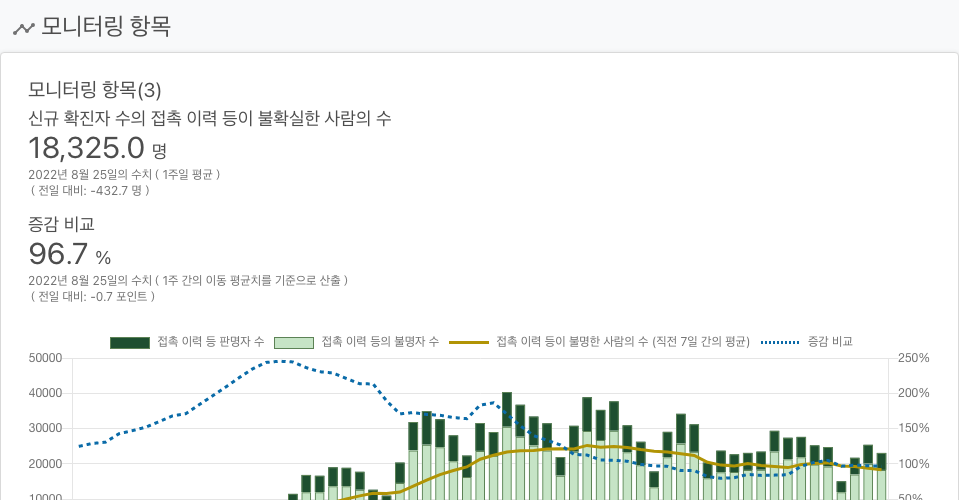 모니터링 항목
모니터링 항목(3)
신규 확진자 수의 접촉 이력 등이 불확실한 사람의 수
18,325.0 명
2022년 8월 25일의 수치 ( 1주일 평균 )
( 전일 대비: -432.7 명 )
증감 비교
96.7 %
2022년 8월 25일의 수치 ( 1주 간의 이동 평균치를 기준으로 산출 )
( 전일 대비: -0.7 포인트 )
접촉 이력 등 판명자 수 접촉 이력 등의 불명자 수 접촉 이력 등이 불명한 사람의 수 (직전 7일 간의 평균) 증감 비교
50000 250%
40000 200%
30000 150%
20000 100%
10000 50%